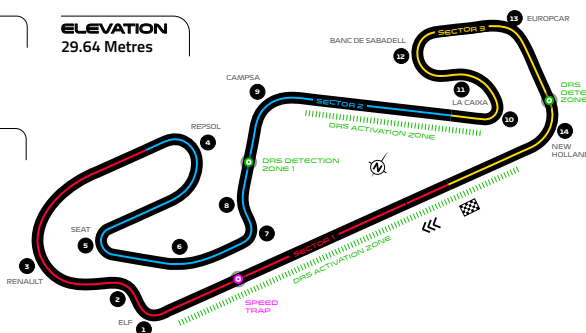 ELEVATION
29.64 Metres
13
EUROPCAR
SECTOR 3
BANC DE SABADELL
12
11
LA CAIXA
10
DRS
DETE
ZONE
14
NEW
HOLLAND
CAMPSA
9
SECTOR 2
DRS ACTIVATION ZONE
REPSOL
4
DRS DETECTION
ZONE 1
N
8
7
SEAT
5
6
3
RENAULT
2
ELF
1
SECTOR 1
DRS ACTIVATION ZONE
SPEED
TRAP